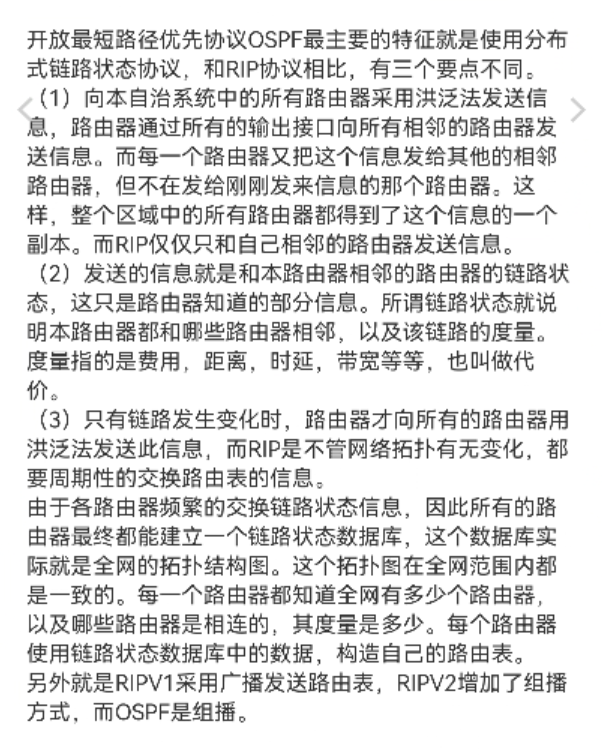 开放最短路径优先协议OSPF最主要的特征就是使用分布
式链路状态协议，和RIP协议相比，有三个要点不同。
（1）向本自治系统中的所有路由器采用洪泛法发送信
息，路由器通过所有的输出接口向所有相邻的路由器发
送信息。而每一个路由器又把这个信息发给其他的相邻
路由器，但不在发给刚刚发来信息的那个路由器。这
样，整个区域中的所有路由器都得到了这个信息的一个
副本。而RIP仅仅只和自己相邻的路由器发送信息。
（2）发送的信息就是和本路由器相邻的路由器的链路状
态，这只是路由器知道的部分信息。所谓链路状态就说
明本路由器都和哪些路由器相邻，以及该链路的度量。
度量指的是费用，距离，时延，带宽等等，也叫做代
价。
（3）只有链路发生变化时，路由器才向所有的路由器用
洪泛法发送此信息，而RIP是不管网络拓扑有无变化，都
要周期性的交换路由表的信息。
由于各路由器频繁的交换链路状态信息，因此所有的路
由器最终都能建立一个链路状态数据库，这个数据库实
际就是全网的拓扑结构图。这个拓扑图在全网范围内都
是一致的。每一个路由器都知道全网有多少个路由器，
以及哪些路由器是相连的，其度量是多少。每个路由器
使用链路状态数据库中的数据，构造自己的路由表。
另外就是RIPV1采用广播发送路由表，RIPV2增加了组播
方式，而OSPF是组播。